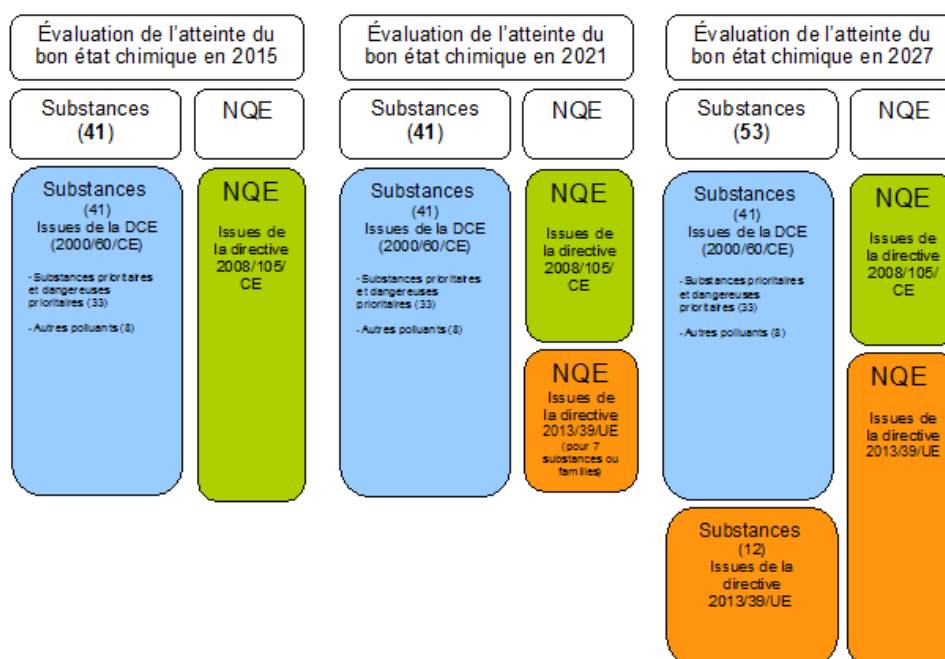 Évaluation de l'atteinte du
bon état chimique en 2015
Substances
(41)
NQE
Substances
(41)
Issues de la DCE
(2000/60/CE)
- Substances prioritaires
et dangereuses
prioritaires (33)
- Autres polluants (8)
NQE
Issues de
la directive
2008/105/
CE
Évaluation de l'atteinte du
bon état chimique en 2021
Substances
(41)
NQE
Substances
(41)
Issues de la DCE
(2000/60/CE)
- Substances prioritaires
et dangereuses
prioritaires (33)
- Autres polluants (8)
NQE
Issues de
la directive
2008/105/
CE
NQE
Issues de
la directive
2013/39/UE
(pour 7
substances ou
familles)
Évaluation de l'atteinte du
bon état chimique en 2027
Substances
(53)
NQE
Substances
(41)
Issues de la DCE
(2000/60/CE)
- Substances prioritaires
et dangereuses
prioritaires (33)
- Autres polluants (8)
Substances
(12)
Issues de la
directive
2013/39/UE
NQE
Issues de
la directive
2008/105/
CE
NQE
Issues de
la directive
2013/39/UE